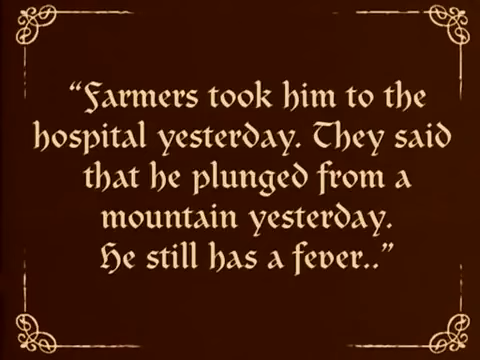 “Farmers took him to the
hospital yesterday. They said
that he plunged from a
mountain yesterday.
He still has a fever..”